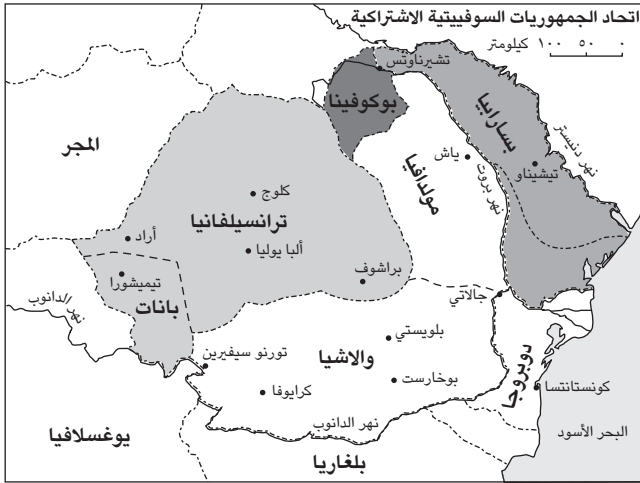 اتحاد الجمهوريات السوفييتية الاشتراكية
٠ ٥٠ ١٠٠ كيلومتر
تشيرناوتس
بوكوفينا
بسارابيا
نهر دنيستر
المجر
ياش
تيشيناو
مولدافيا
نهر بروت
كلوج
ترانسيلفانيا
أراد
ألبا يوليا
تيميشورا
براشوف
بانات
جالاتي
نهر الدانوب
بلويستي
والاشيا
دوبروجا
تورنو سيفيرين
بوخارست
كونستانتسا
كرايوفا
نهر الدانوب
البحر الأسود
يوغسلافيا
بلغاريا